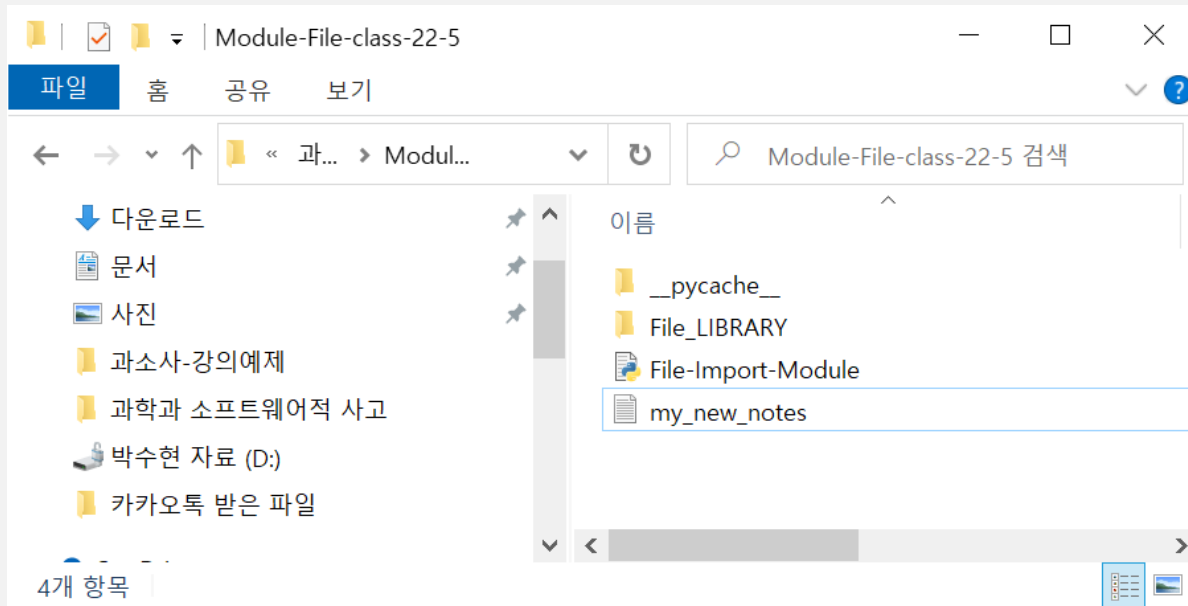 Module-File-class-22-5
파일 홈 공유 보기
« 과... > Modul...
Module-File-class-22-5 검색
다운로드
문서
사진
과소사-강의예제
과학과 소프트웨어적 사고
박수현 자료 (D:)
카카오톡 받은 파일
이름
__pycache__
File_LIBRARY
File-Import-Module
my_new_notes
4개 항목